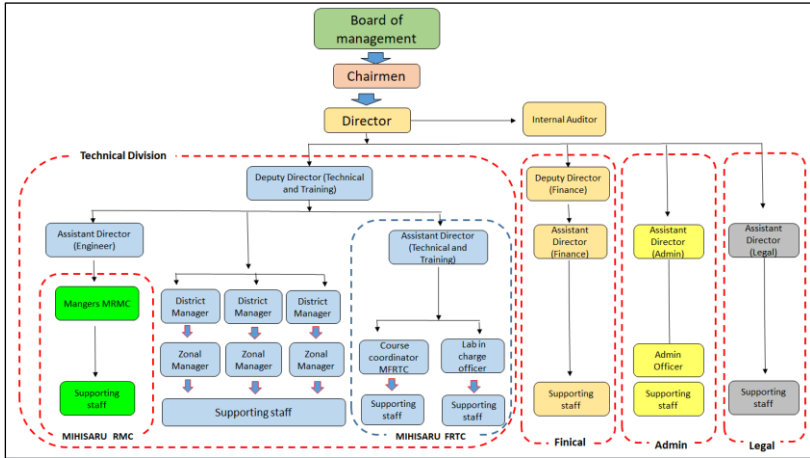 Board of
management
Chairmen
Director
Internal Auditor
Technical Division
Deputy Director (Technical
and Training)
Deputy Director
(Finance)
Assistant Director
(Engineer)
Assistant Director
(Technical and
Training)
Assistant
Director
(Finance)
Assistant
Director
(Admin)
Assistant
Director
(Legal)
Mangers MRMC
District
Manager
District
Manager
District
Manager
Zonal
Manager
Zonal
Manager
Zonal
Manager
Course
coordinator
MFRTC
Lab in
charge
officer
Admin
Officer
Supporting
staff
Supporting staff
Supporting
staff
Supporting
staff
Supporting
staff
Supporting
staff
Supporting
staff
MIHISARU RMC
MIHISARU FRTC
Finical
Admin
Legal